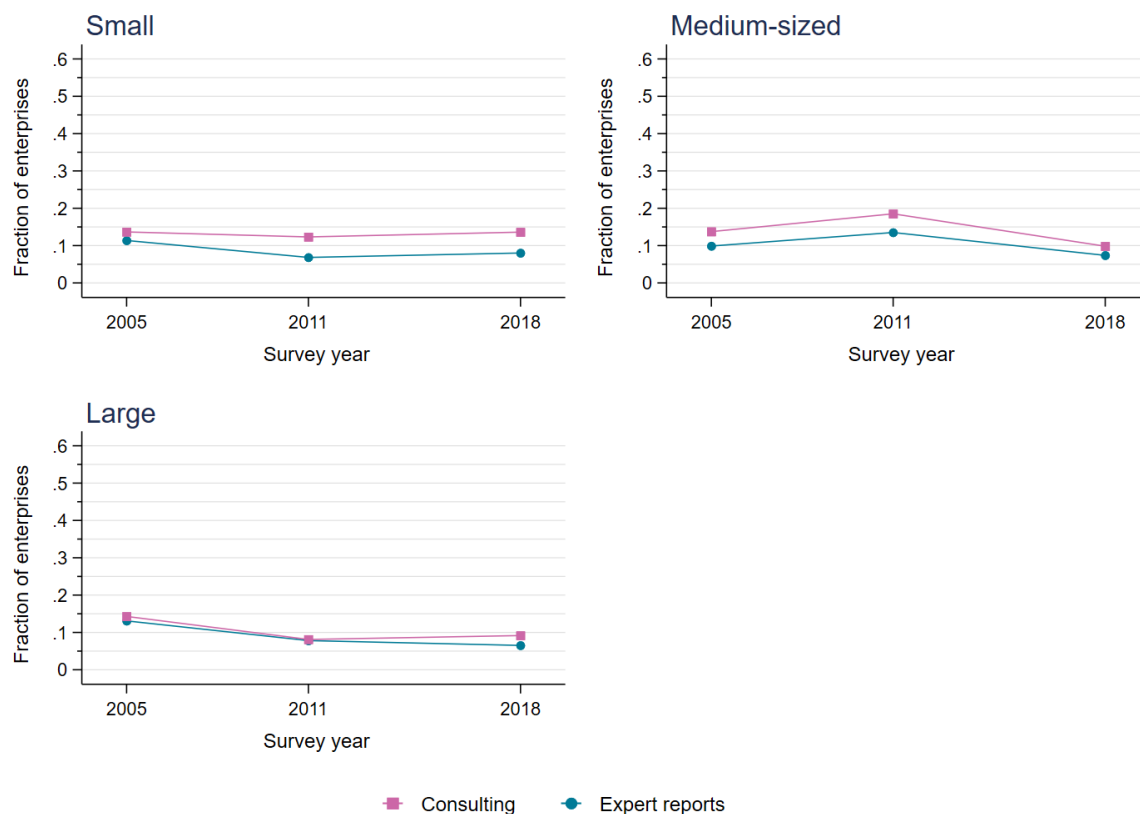 Small
Fraction of enterprises
.6
.5
.4
.3
.2
.1
0
2005 2011 2018
Survey year
Medium-sized
Fraction of enterprises
.6
.5
.4
.3
.2
.1
0
2005 2011 2018
Survey year
Large
Fraction of enterprises
.6
.5
.4
.3
.2
.1
0
2005 2011 2018
Survey year
Consulting Expert reports